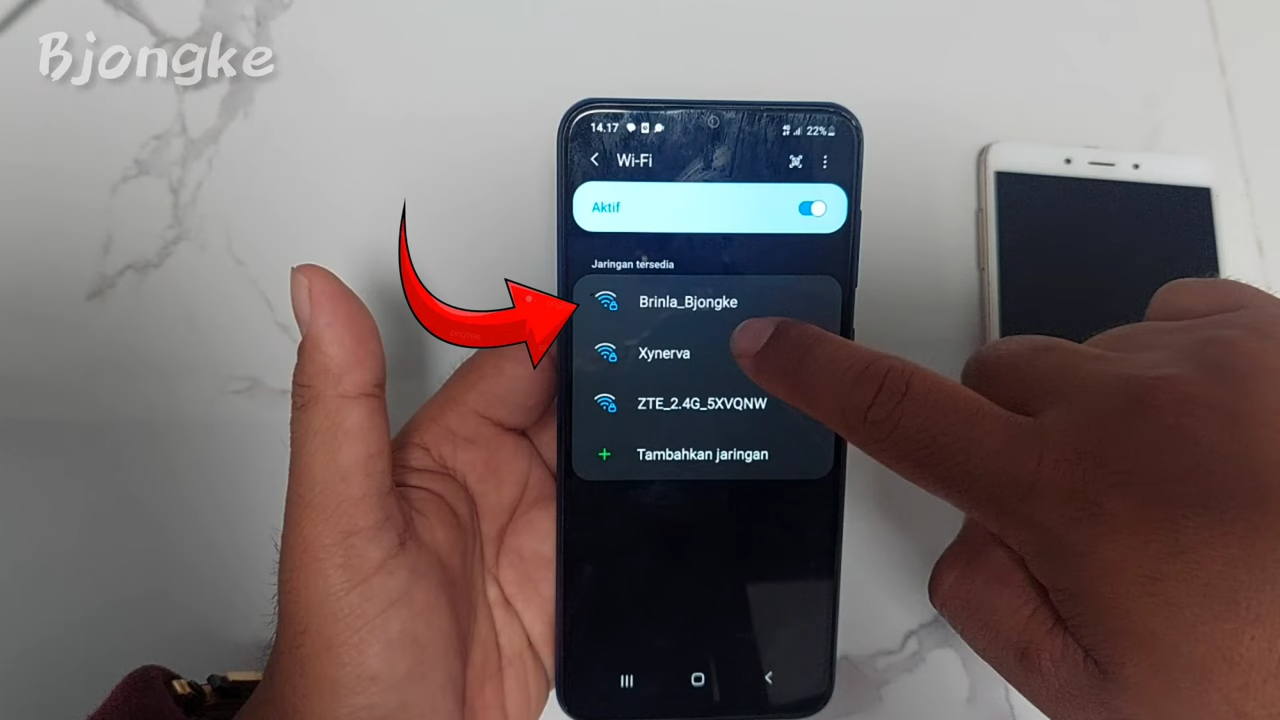 Bjongke
14.17
22%
Wi-Fi
Aktif
Jaringan tersedia
Brinla_Bjongke
Xynerva
ZTE_2.4G_5XVQNW
Tambahkan jaringan